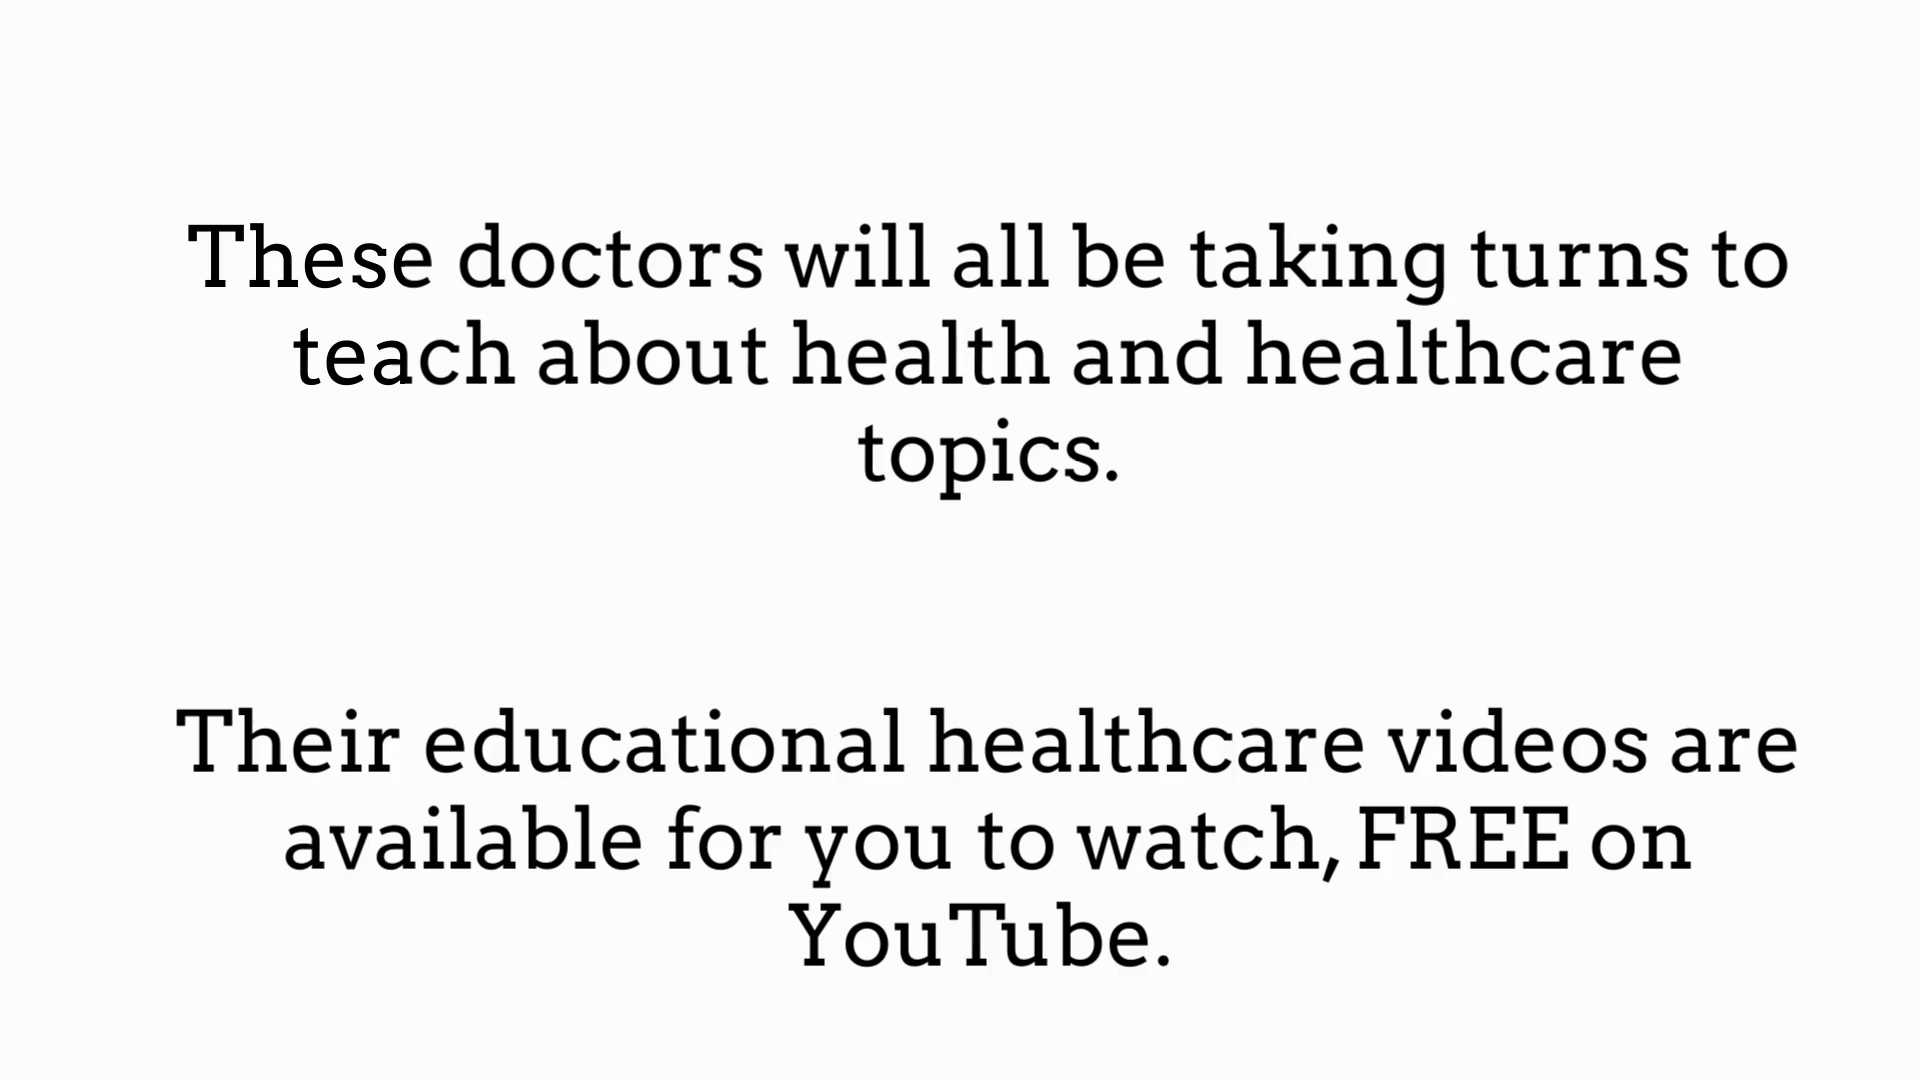 These doctors will all be taking turns to
teach about health and healthcare
topics.
Their educational healthcare videos are
available for you to watch, FREE on
YouTube.